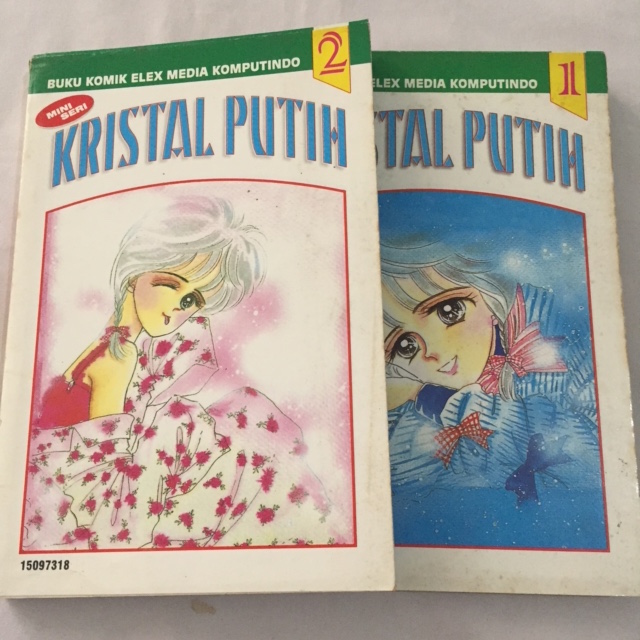 BUKU KOMIK ELEX MEDIA KOMPUTINDO
2
MINI
SERI
KRISTAL PUTIH
15097318
ELEX MEDIA KOMPUTINDO
1
STAL PUTIH